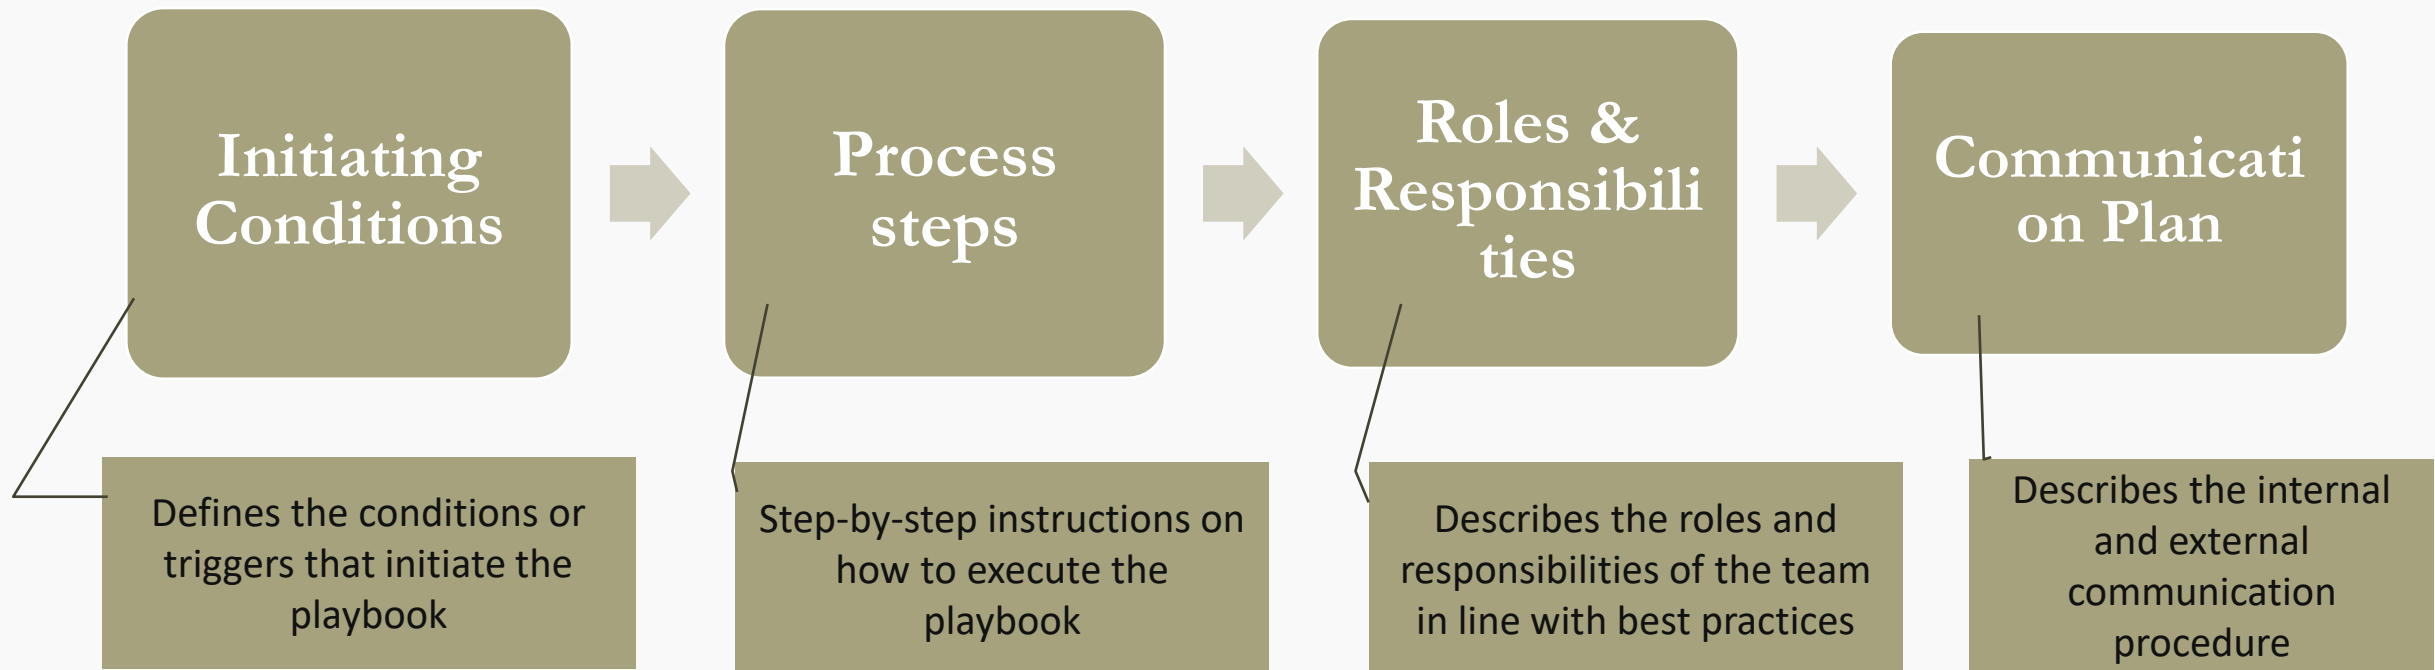 Initiating
Conditions
Process
steps
Roles &
Responsibili
ties
Communicati
on Plan
Defines the conditions or
triggers that initiate the
playbook
Step-by-step instructions on
how to execute the
playbook
Describes the roles and
responsibilities of the team
in line with best practices
Describes the internal
and external
communication
procedure